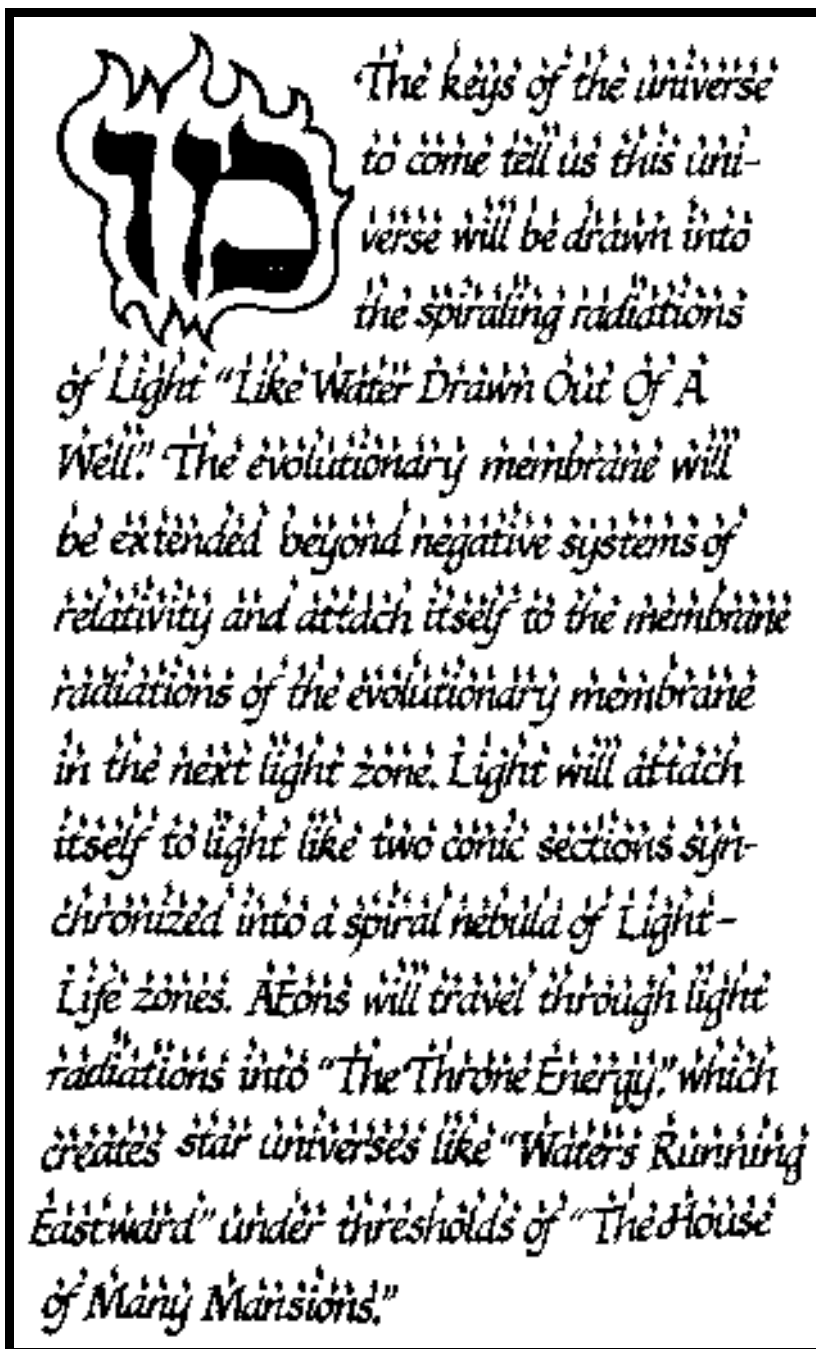 The keys of the universe
to come tell us this uni-
verse will be drawn into
the spiraling radiations
of Light “Like Water Drawn Out Of A
Well.” The evolutionary membrane will
be extended beyond negative systems of
relativity and attach itself to the membrane
radiations of the evolutionary membrane
in the next light zone. Light will attach
itself to light like two conic sections syn-
chronized into a spiral nebula of Light-
Life zones. AEons will travel through light
radiations into “The Throne Energy.” which
creates star universes like “Waters Running
Eastward” under thresholds of “The House
of Many Mansions.”